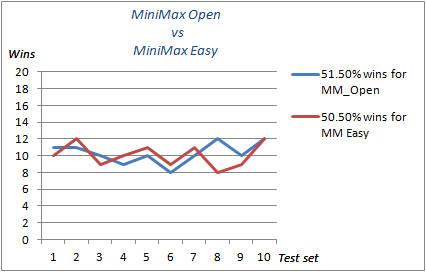 MiniMax Open
vs
MiniMax Easy
Wins
20
18
16
14
12
10
8
6
4
2
0
1 2 3 4 5 6 7 8 9 10 Test set
51.50% wins for
MM_Open
50.50% wins for
MM Easy